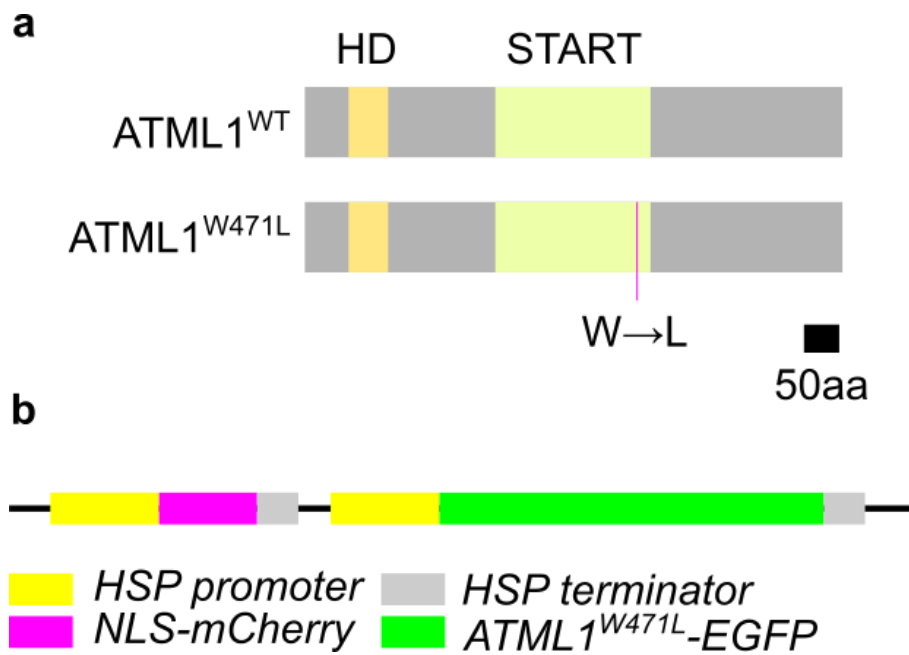 a
HD START
ATML1^WT
ATML1^W471L
W→L
50aa
b
HSP promoter HSP terminator
NLS-mCherry ATML1^W471L-EGFP